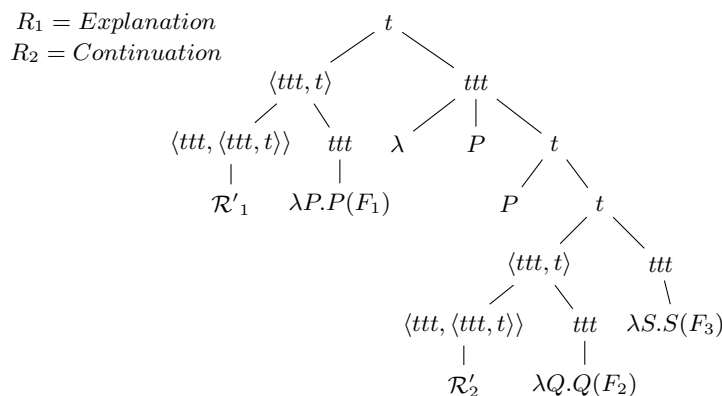 R₁ = Explanation
R₂ = Continuation
t
⟨ttt, t⟩ ttt
⟨ttt, ⟨ttt, t⟩⟩ ttt λ P t
ℛ′₁ λP.P(F₁) P t
⟨ttt, t⟩ ttt
⟨ttt, ⟨ttt, t⟩⟩ ttt λS.S(F₃)
ℛ′₂ λQ.Q(F₂)